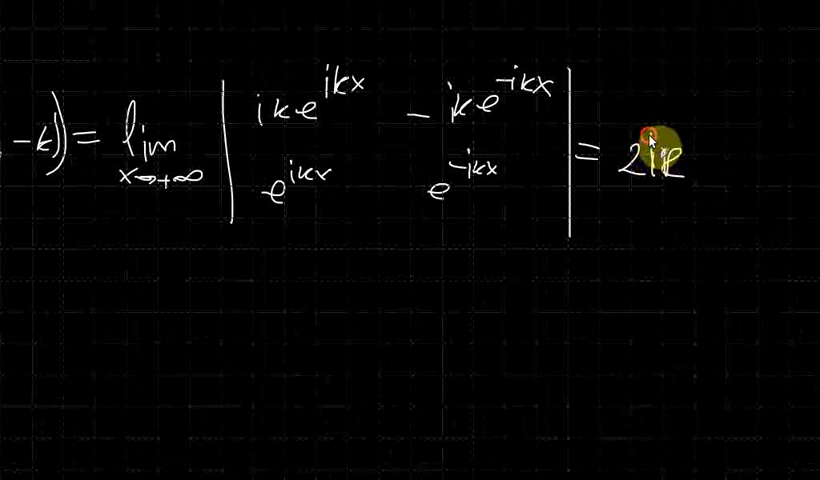 , -k) = lim x→+∞ | ike^{ikx} - ike^{-ikx} |
| e^{ikx} e^{-ikx} | = 2ik